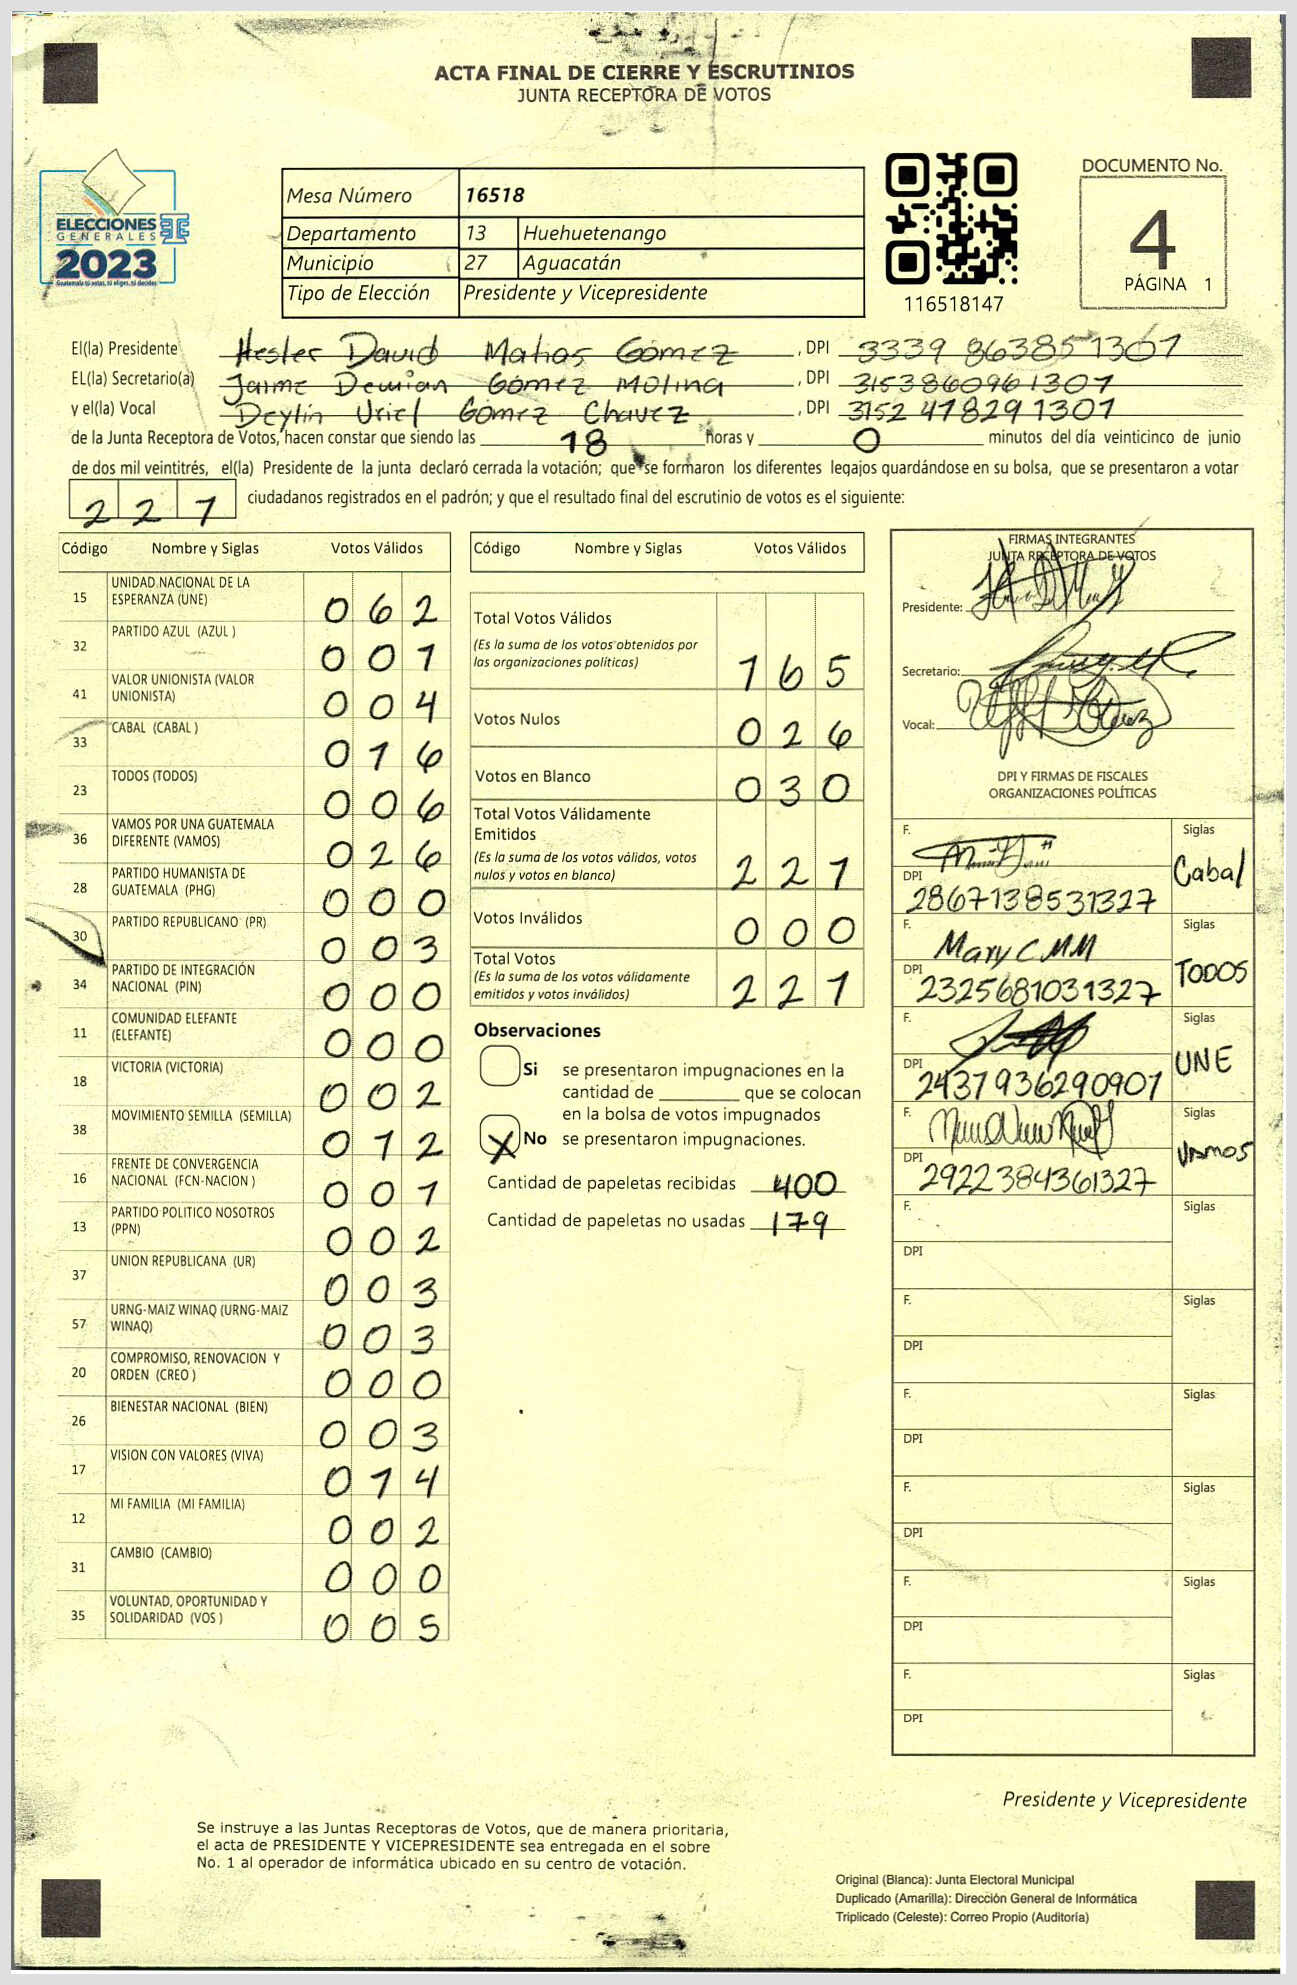 ACTA FINAL DE CIERRE Y ESCRUTINIOS
JUNTA RECEPTORA DE VOTOS
ELECCIONES
GENERALES
2023
Guatemala tú votas, tú eliges, tú decides
Mesa Número 16518
Departamento 13 Huehuetenango
Municipio 27 Aguacatán
Tipo de Elección Presidente y Vicepresidente
116518147
DOCUMENTO No.
4
PÁGINA 1
El(la) Presidente Hesler David Matias Gomez , DPI 3339 863851301
EL(la) Secretario(a) Jaime Demian Gómez Molina , DPI 3153860961301
y el(la) Vocal Deylin Uriel Gómez Chavez , DPI 3152 418291301
de la Junta Receptora de Votos, hacen constar que siendo las 18 horas y 0 minutos del día veinticinco de junio
de dos mil veintitrés, el(la) Presidente de la junta declaró cerrada la votación; que se formaron los diferentes legajos guardándose en su bolsa, que se presentaron a votar
2 2 1 ciudadanos registrados en el padrón; y que el resultado final del escrutinio de votos es el siguiente:
Código Nombre y Siglas Votos Válidos
15 UNIDAD NACIONAL DE LA
ESPERANZA (UNE) 0 6 2
32 PARTIDO AZUL (AZUL ) 0 0 1
41 VALOR UNIONISTA (VALOR
UNIONISTA) 0 0 4
33 CABAL (CABAL ) 0 1 6
23 TODOS (TODOS) 0 0 6
36 VAMOS POR UNA GUATEMALA
DIFERENTE (VAMOS) 0 2 6
28 PARTIDO HUMANISTA DE
GUATEMALA (PHG) 0 0 0
30 PARTIDO REPUBLICANO (PR) 0 0 3
34 PARTIDO DE INTEGRACIÓN
NACIONAL (PIN) 0 0 0
11 COMUNIDAD ELEFANTE
(ELEFANTE) 0 0 0
18 VICTORIA (VICTORIA) 0 0 2
38 MOVIMIENTO SEMILLA (SEMILLA) 0 1 2
16 FRENTE DE CONVERGENCIA
NACIONAL (FCN-NACION ) 0 0 1
13 PARTIDO POLITICO NOSOTROS
(PPN) 0 0 2
37 UNION REPUBLICANA (UR) 0 0 3
57 URNG-MAIZ WINAQ (URNG-MAIZ
WINAQ) 0 0 3
20 COMPROMISO, RENOVACION Y
ORDEN (CREO ) 0 0 0
26 BIENESTAR NACIONAL (BIEN) 0 0 3
17 VISION CON VALORES (VIVA) 0 1 4
12 MI FAMILIA (MI FAMILIA) 0 0 2
31 CAMBIO (CAMBIO) 0 0 0
35 VOLUNTAD, OPORTUNIDAD Y
SOLIDARIDAD (VOS ) 0 0 5
Código Nombre y Siglas Votos Válidos
Total Votos Válidos
(Es la suma de los votos obtenidos por
las organizaciones políticas) 1 6 5
Votos Nulos 0 2 6
Votos en Blanco 0 3 0
Total Votos Válidamente
Emitidos
(Es la suma de los votos válidos, votos
nulos y votos en blanco) 2 2 1
Votos Inválidos 0 0 0
Total Votos
(Es la suma de los votos válidamente
emitidos y votos inválidos) 2 2 1
Observaciones
Si se presentaron impugnaciones en la
cantidad de ________ que se colocan
en la bolsa de votos impugnados
X No se presentaron impugnaciones.
Cantidad de papeletas recibidas 400
Cantidad de papeletas no usadas 179
FIRMAS INTEGRANTES
JUNTA RECEPTORA DE VOTOS
Presidente:
Secretario:
Vocal:
DPI Y FIRMAS DE FISCALES
ORGANIZACIONES POLÍTICAS
F. Siglas
Cabal
DPI
2867138531327
F. Mary C.MM Siglas
TODOS
DPI
2325681031327
F. Siglas
UNE
DPI
2437936290901
F. Siglas
VAMOS
DPI
2922384361327
F. Siglas
DPI
F. Siglas
DPI
F. Siglas
DPI
F. Siglas
DPI
F. Siglas
DPI
F. Siglas
DPI
Presidente y Vicepresidente
Se instruye a las Juntas Receptoras de Votos, que de manera prioritaria,
el acta de PRESIDENTE Y VICEPRESIDENTE sea entregada en el sobre
No. 1 al operador de informática ubicado en su centro de votación.
Original (Blanca): Junta Electoral Municipal
Duplicado (Amarilla): Dirección General de Informática
Triplicado (Celeste): Correo Propio (Auditoría)